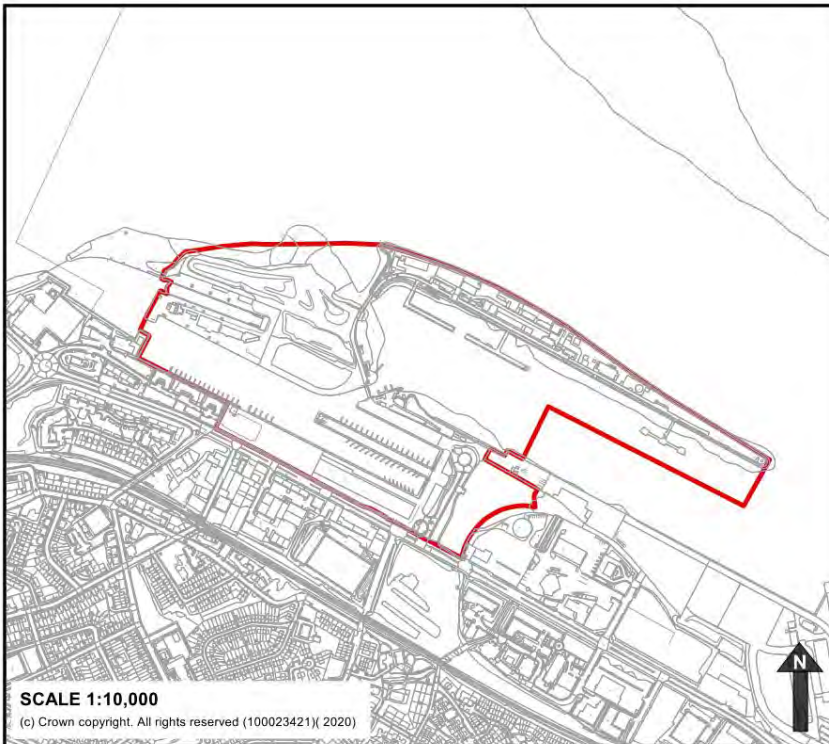 SCALE 1:10,000
(c) Crown copyright. All rights reserved (100023421)( 2020)
N